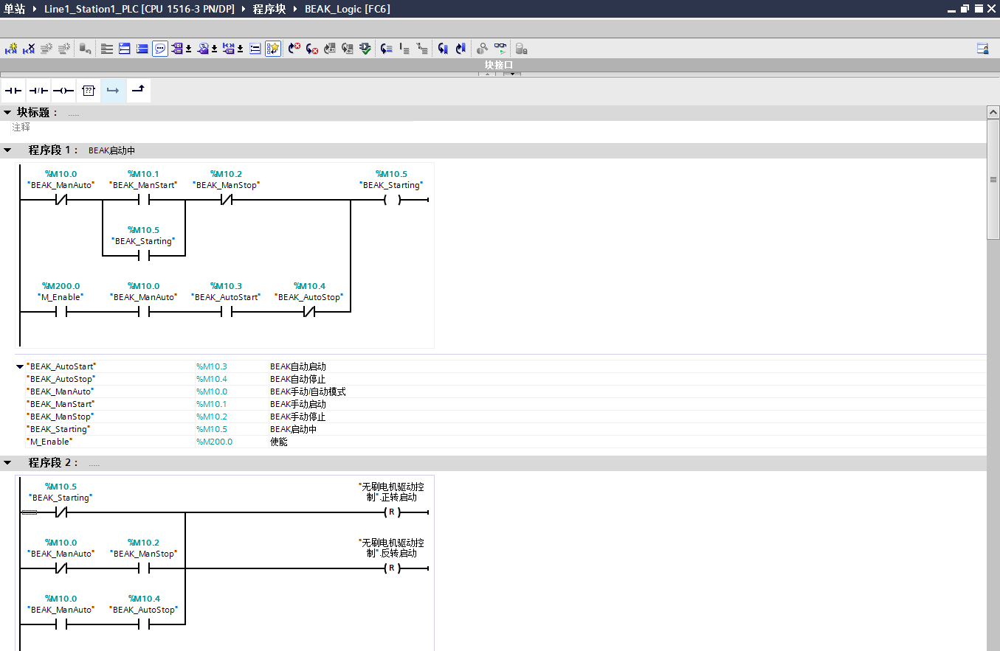 单站 Line1_Station1_PLC [CPU 1516-3 PN/DP] 程序块 BEAK_Logic [FC6]
块接口
??
块标题： .....
注释
程序段 1： BEAK启动中
%M10.0 %M10.1 %M10.2 %M10.5
"BEAK_ManAuto" "BEAK_ManStart" "BEAK_ManStop" "BEAK_Starting"
%M10.5
"BEAK_Starting"
%M200.0 %M10.0 %M10.3 %M10.4
"M_Enable" "BEAK_ManAuto" "BEAK_AutoStart" "BEAK_AutoStop"
"BEAK_AutoStart" %M10.3 BEAK自动启动
"BEAK_AutoStop" %M10.4 BEAK自动停止
"BEAK_ManAuto" %M10.0 BEAK手动/自动模式
"BEAK_ManStart" %M10.1 BEAK手动启动
"BEAK_ManStop" %M10.2 BEAK手动停止
"BEAK_Starting" %M10.5 BEAK启动中
"M_Enable" %M200.0 使能
程序段 2： .....
%M10.5 "无刷电机驱动控
"BEAK_Starting" 制".正转启动
R
%M10.0 %M10.2 "无刷电机驱动控
"BEAK_ManAuto" "BEAK_ManStop" 制".反转启动
R
%M10.0 %M10.4
"BEAK_ManAuto" "BEAK_AutoStop"